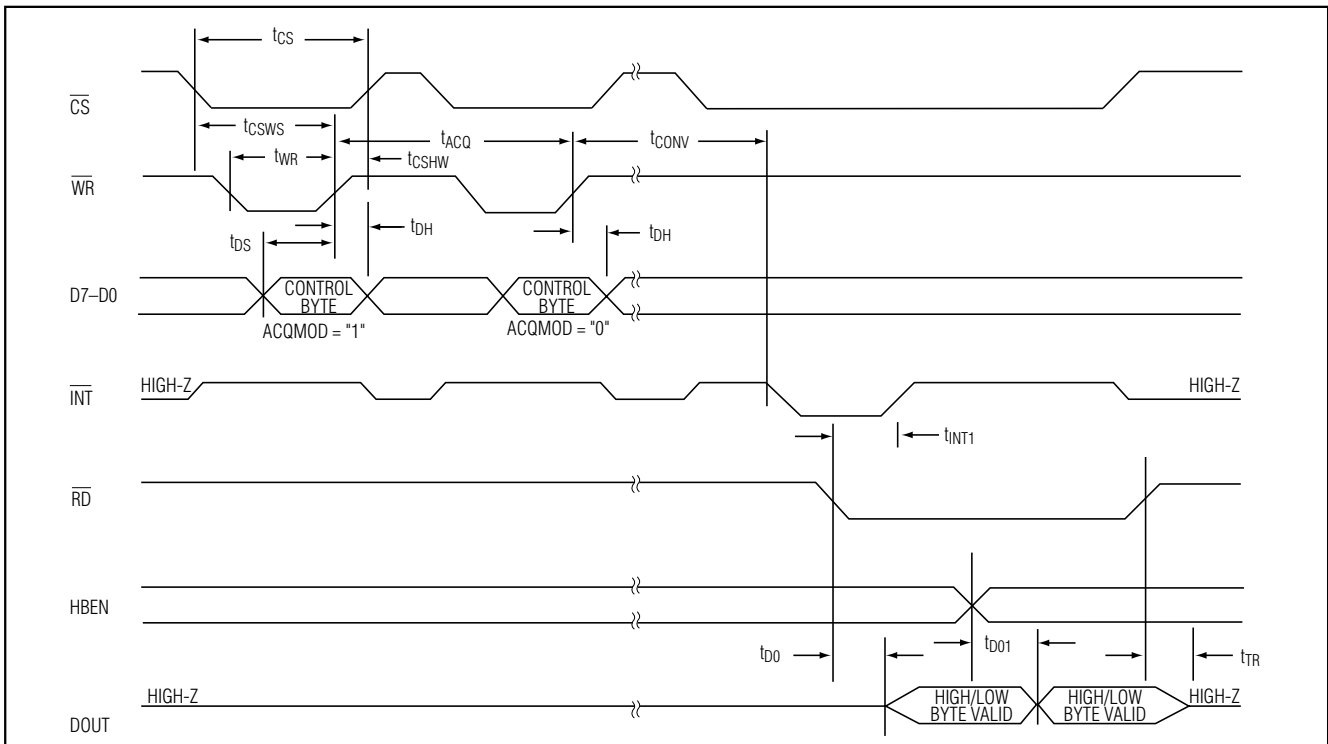 tCS
CS
tCSWS
tACQ
tCONV
tWR
tCSHW
WR
tDS
tDH
tDH
D7–D0
CONTROL
BYTE
CONTROL
BYTE
ACQMOD = "1"
ACQMOD = "0"
HIGH-Z
HIGH-Z
INT
tINT1
RD
HBEN
tD0
tD01
tTR
HIGH-Z
HIGH/LOW
BYTE VALID
HIGH/LOW
BYTE VALID
HIGH-Z
DOUT